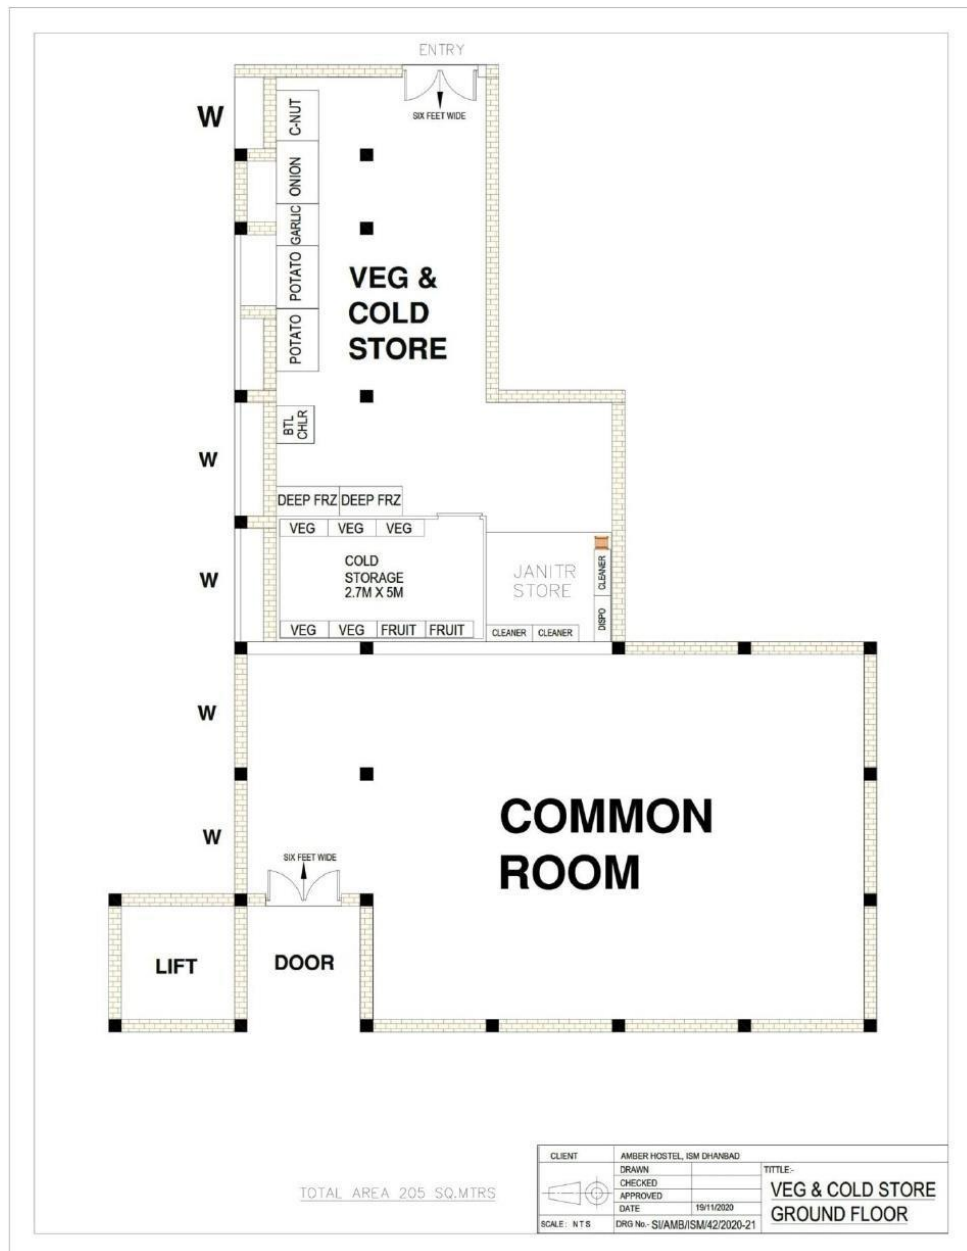 ENTRY
SIX FEET WIDE
W
C-NUT
ONION
GARLIC
POTATO
POTATO
VEG &
COLD
STORE
BTL
CHLR
W
DEEP FRZ DEEP FRZ
VEG VEG VEG
COLD
STORAGE
2.7M X 5M
W
JANITR
STORE
CLEANER
DISPO
VEG VEG FRUIT FRUIT
CLEANER CLEANER
W
W
COMMON
ROOM
SIX FEET WIDE
LIFT
DOOR
TOTAL AREA 205 SQ.MTRS
CLIENT AMBER HOSTEL, ISM DHANBAD
DRAWN
CHECKED
APPROVED
DATE 19/11/2020
SCALE: N T S
DRG No.- SI/AMB/ISM/42/2020-21
TITTLE:-
VEG & COLD STORE
GROUND FLOOR